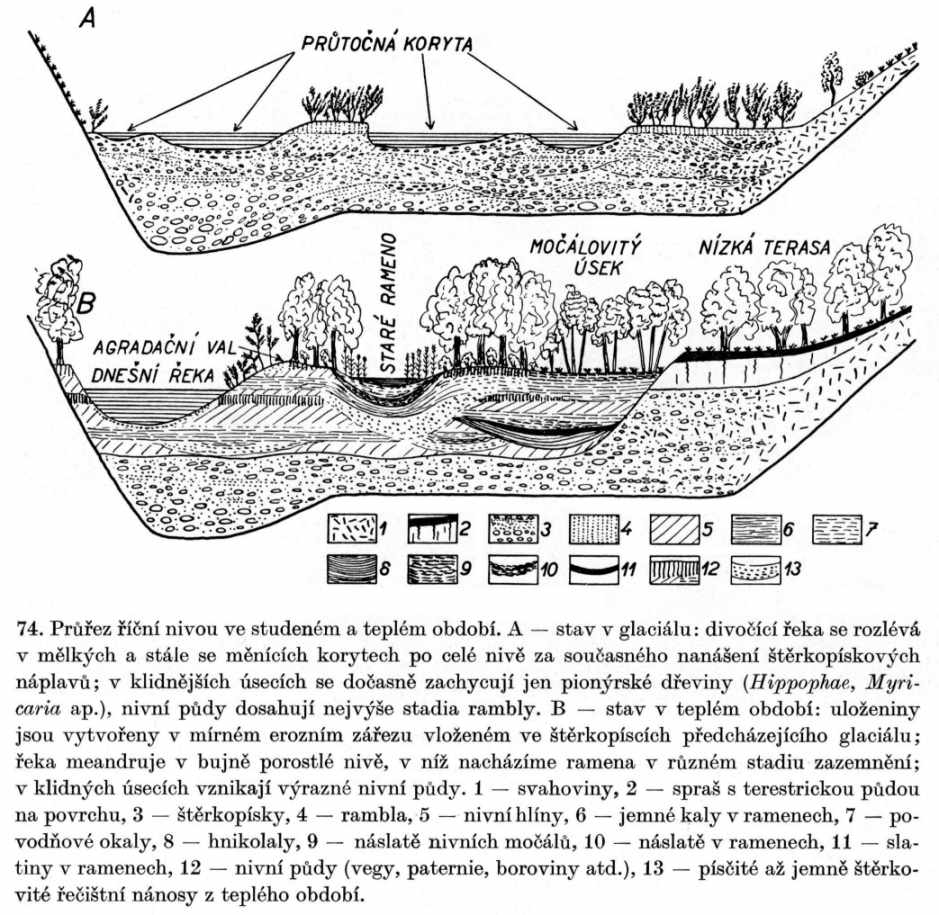 A
PRŮTOČNÁ KORYTA
B
AGRADAČNÍ VAL
DNEŠNÍ ŘEKA
STARÉ RAMENO
MOČÁLOVITÝ
ÚSEK
NÍZKÁ TERASA
1 2 3 4 5 6 7
8 9 10 11 12 13
74. Průřez říční nivou ve studeném a teplém období. A — stav v glaciálu: divočící řeka se rozlévá
v mělkých a stále se měnících korytech po celé nivě za současného nanášení štěrkopískových
náplavů; v klidnějších úsecích se dočasně zachycují jen pionýrské dřeviny (Hippophae, Myri-
caria ap.), nivní půdy dosahují nejvýše stadia rambly. B — stav v teplém období: uloženiny
jsou vytvořeny v mírném erozním zářezu vloženém ve štěrkopíscích předcházejícího glaciálu;
řeka meandruje v bujně porostlé nivě, v níž nacházíme ramena v různém stadiu zazemnění;
v klidných úsecích vznikají výrazné nivní půdy. 1 — svahoviny, 2 — spraš s terestrickou půdou
na povrchu, 3 — štěrkopísky, 4 — rambla, 5 — nivní hlíny, 6 — jemné kaly v ramenech, 7 — po-
vodňové okaly, 8 — hnilokaly, 9 — náslatě nivních močálů, 10 — náslatě v ramenech, 11 — sla-
tiny v ramenech, 12 — nivní půdy (vegy, paternie, boroviny atd.), 13 — písčité až jemně štěrko-
vité řečištní nánosy z teplého období.